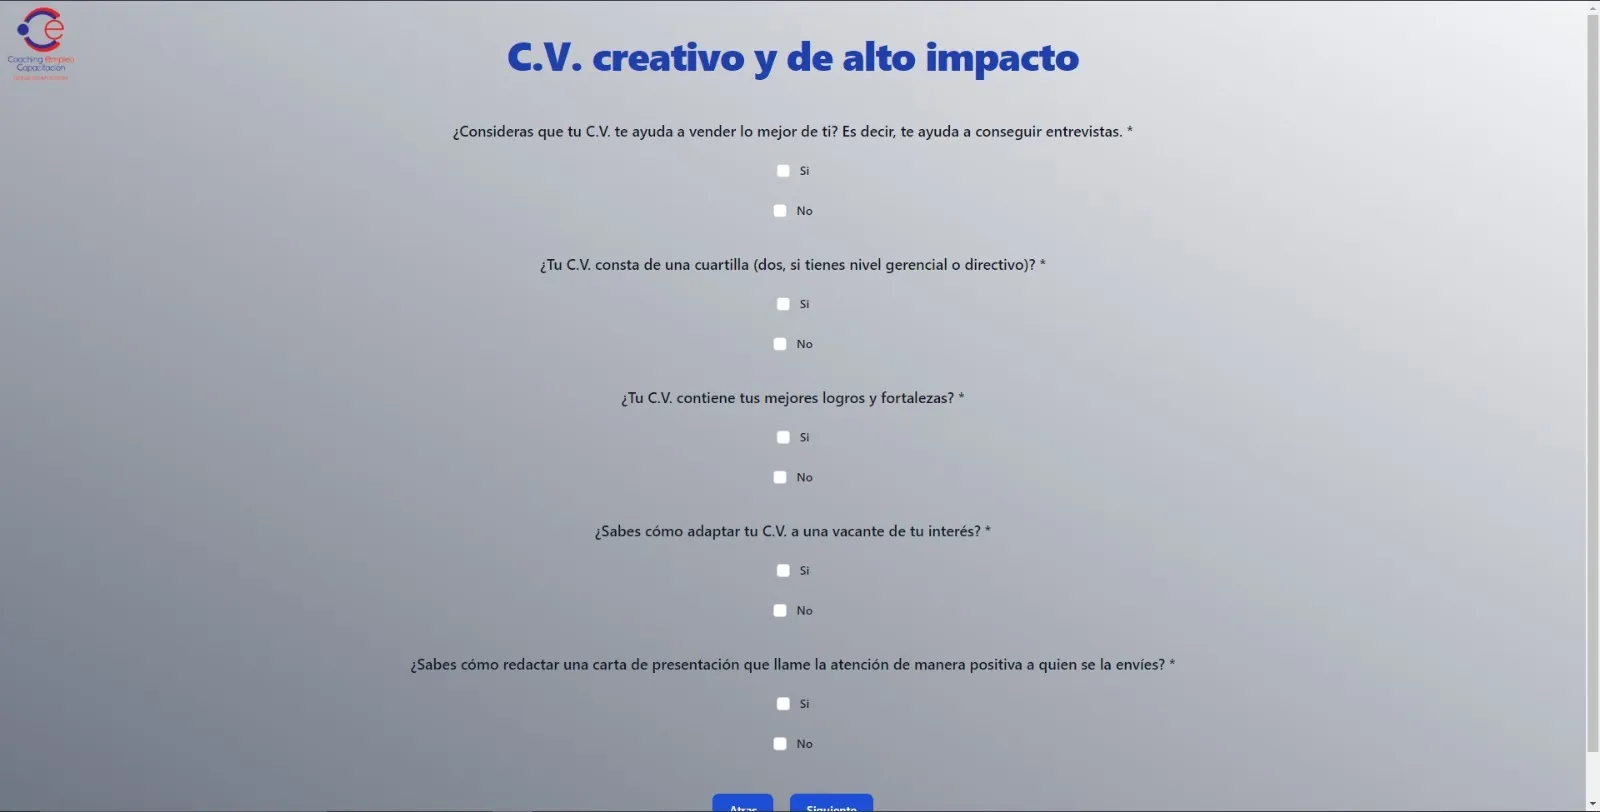 Coaching Empleo
Capacitación
C.V. creativo y de alto impacto
¿Consideras que tu C.V. te ayuda a vender lo mejor de ti? Es decir, te ayuda a conseguir entrevistas. *
Si
No
¿Tu C.V. consta de una cuartilla (dos, si tienes nivel gerencial o directivo)? *
Si
No
¿Tu C.V. contiene tus mejores logros y fortalezas? *
Si
No
¿Sabes cómo adaptar tu C.V. a una vacante de tu interés? *
Si
No
¿Sabes cómo redactar una carta de presentación que llame la atención de manera positiva a quien se la envíes? *
Si
No
Atras Siguiente